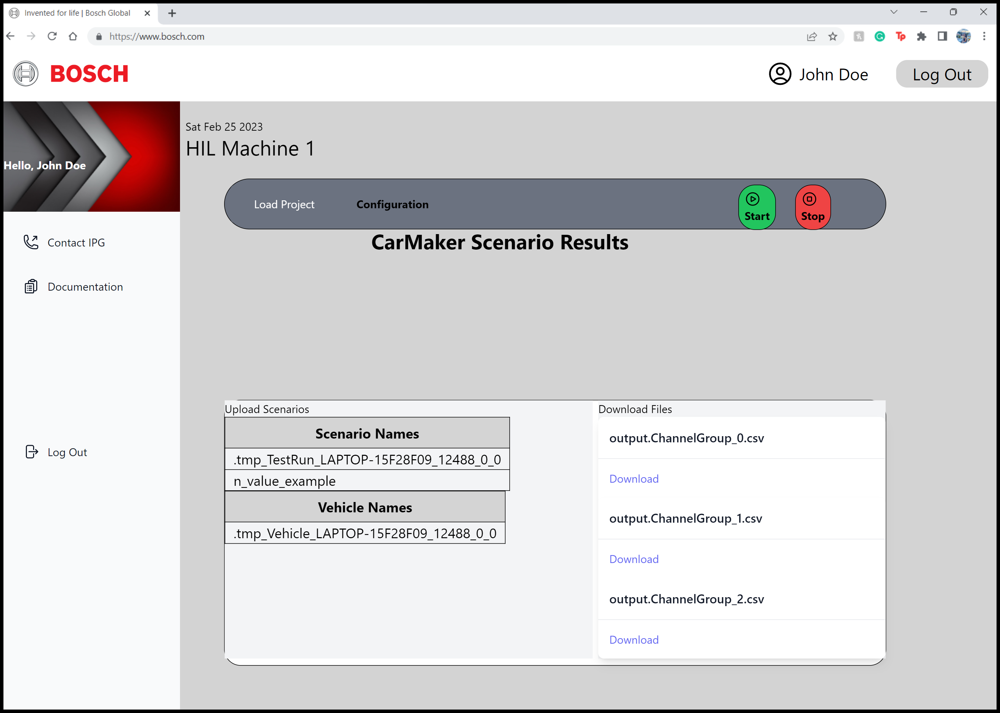 Invented for life | Bosch Global
https://www.bosch.com
Tp
BOSCH
John Doe
Log Out
Hello, John Doe
Contact IPG
Documentation
Log Out
Sat Feb 25 2023
HIL Machine 1
Load Project
Configuration
Start
Stop
CarMaker Scenario Results
Upload Scenarios
Scenario Names
.tmp_TestRun_LAPTOP-15F28F09_12488_0_0
n_value_example
Vehicle Names
.tmp_Vehicle_LAPTOP-15F28F09_12488_0_0
Download Files
output.ChannelGroup_0.csv
Download
output.ChannelGroup_1.csv
Download
output.ChannelGroup_2.csv
Download